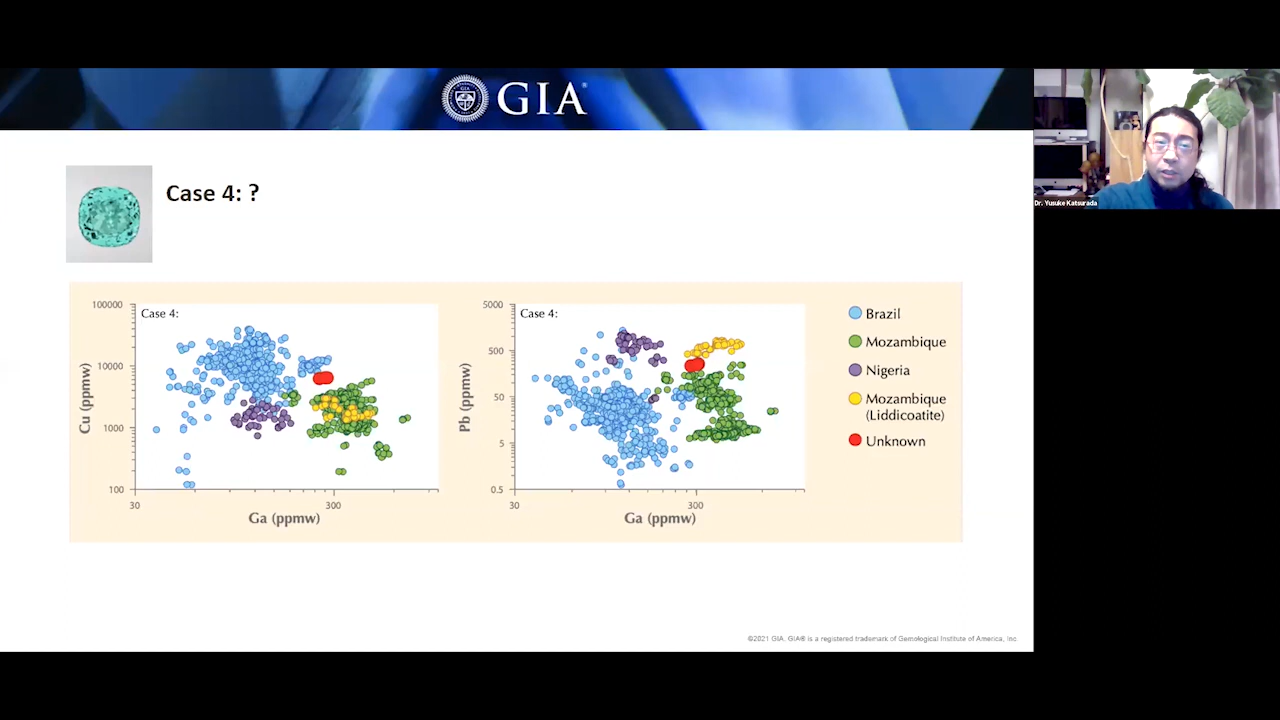 GIA
Case 4: ?
Case 4:
100000
10000
1000
100
Cu (ppmw)
30
300
Ga (ppmw)
Case 4:
5000
500
50
5
0.5
Pb (ppmw)
30
300
Ga (ppmw)
Brazil
Mozambique
Nigeria
Mozambique
(Liddicoatite)
Unknown
Dr. Yusuke Katsurada
©2021 GIA. GIA® is a registered trademark of Gemological Institute of America, Inc.